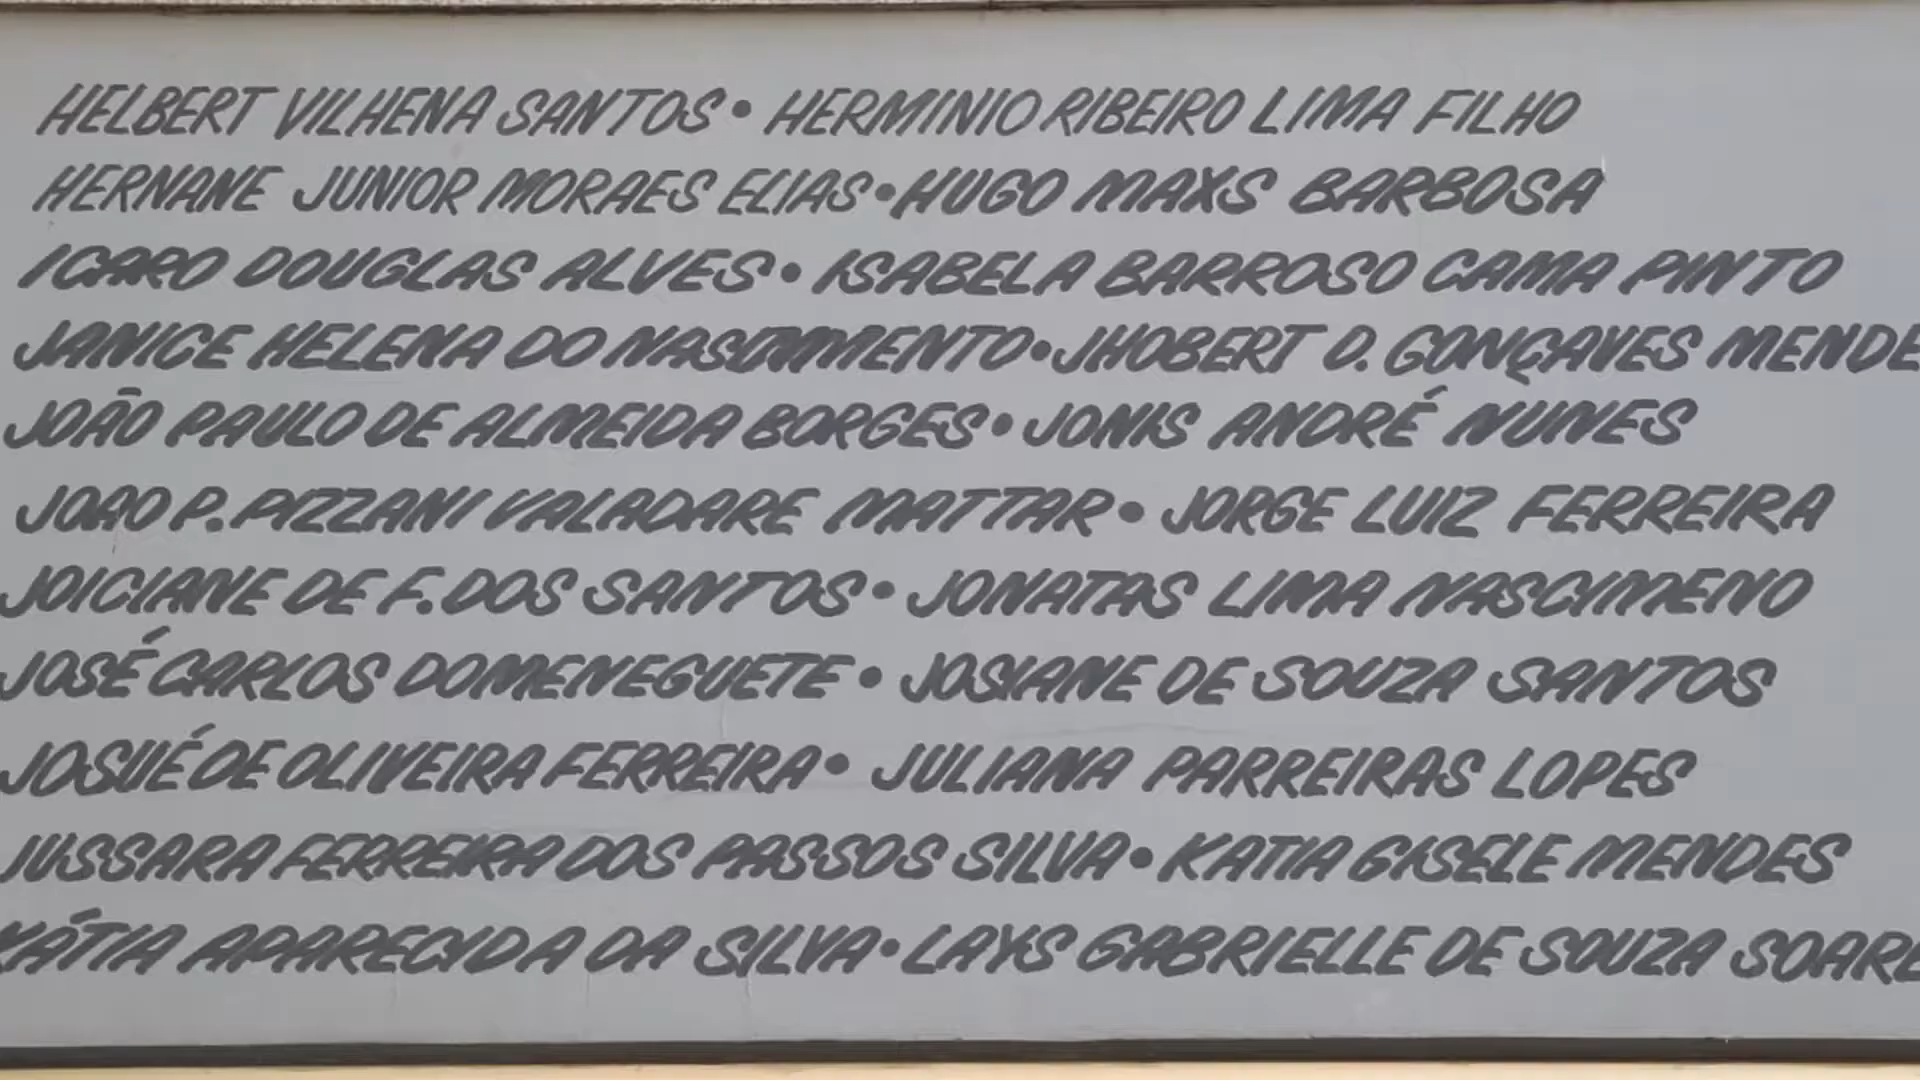 HELBERT VILHENA SANTOS • HERMINIO RIBEIRO LIMA FILHO
HERNANE JUNIOR MORAES ELIAS • HUGO MAXS BARBOSA
ICARO DOUGLAS ALVES • ISABELA BARROSO CAMA PINTO
JANICE HELENA DO NASCIMENTO • JHOBERT D. GONÇAVES MENDE
JOÃO PAULO DE ALMEIDA BORGES • JONIS ANDRÉ NUNES
JOAO P. PIZZANI VALADARE MATTAR • JORGE LUIZ FERREIRA
JOICIANE DE F. DOS SANTOS • JONATAS LIMA NASCIMENO
JOSÉ CARLOS DOMENEGUETE • JOSIANE DE SOUZA SANTOS
JOSUÉ DE OLIVEIRA FERREIRA • JULIANA PARREIRAS LOPES
JUSSARA FERREIRA DOS PASSOS SILVA • KATIA GISELE MENDES
KÁTIA APARECIDA DA SILVA • LAYS GABRIELLE DE SOUZA SOARE